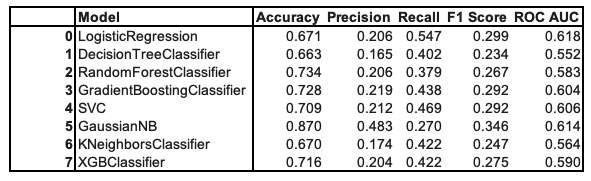 Model Accuracy Precision Recall F1 Score ROC AUC
0 LogisticRegression 0.671 0.206 0.547 0.299 0.618
1 DecisionTreeClassifier 0.663 0.165 0.402 0.234 0.552
2 RandomForestClassifier 0.734 0.206 0.379 0.267 0.583
3 GradientBoostingClassifier 0.728 0.219 0.438 0.292 0.604
4 SVC 0.709 0.212 0.469 0.292 0.606
5 GaussianNB 0.870 0.483 0.270 0.346 0.614
6 KNeighborsClassifier 0.670 0.174 0.422 0.247 0.564
7 XGBClassifier 0.716 0.204 0.422 0.275 0.590